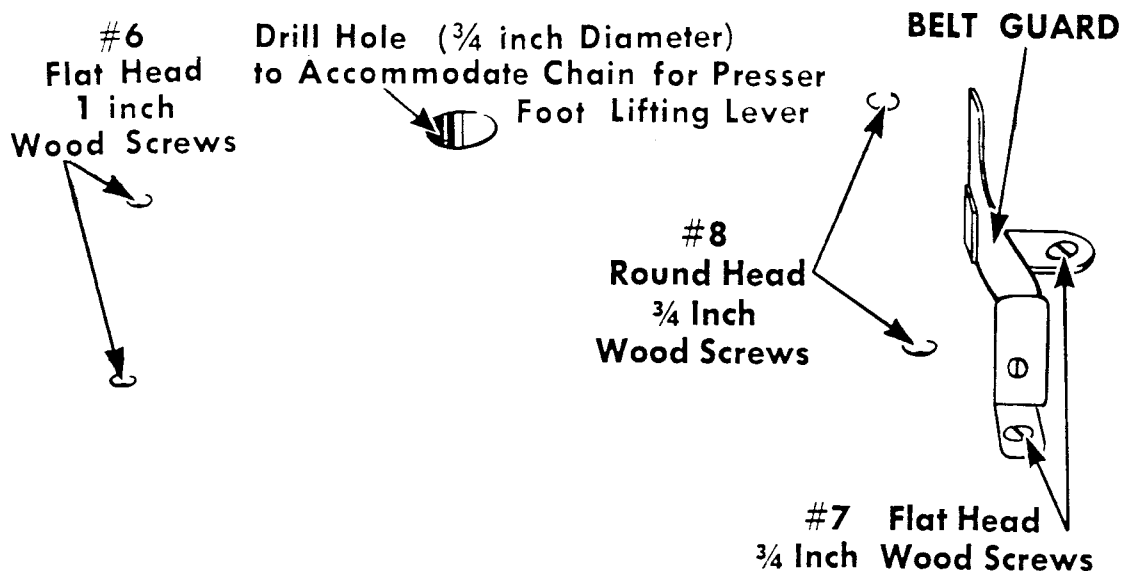 #6
Flat Head
1 inch
Wood Screws
Drill Hole (¾ inch Diameter)
to Accommodate Chain for Presser
Foot Lifting Lever
BELT GUARD
#8
Round Head
¾ Inch
Wood Screws
#7 Flat Head
¾ Inch Wood Screws